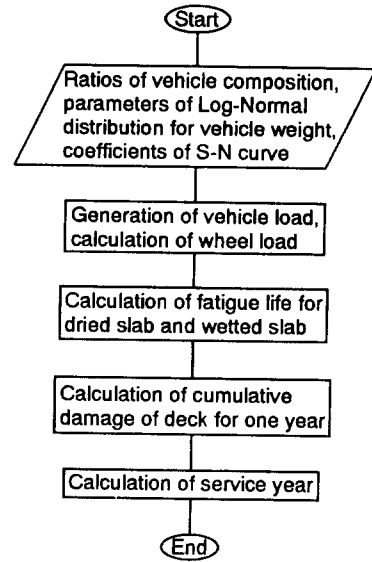 Start
Ratios of vehicle composition,
parameters of Log-Normal
distribution for vehicle weight,
coefficients of S-N curve
Generation of vehicle load,
calculation of wheel load
Calculation of fatigue life for
dried slab and wetted slab
Calculation of cumulative
damage of deck for one year
Calculation of service year
End